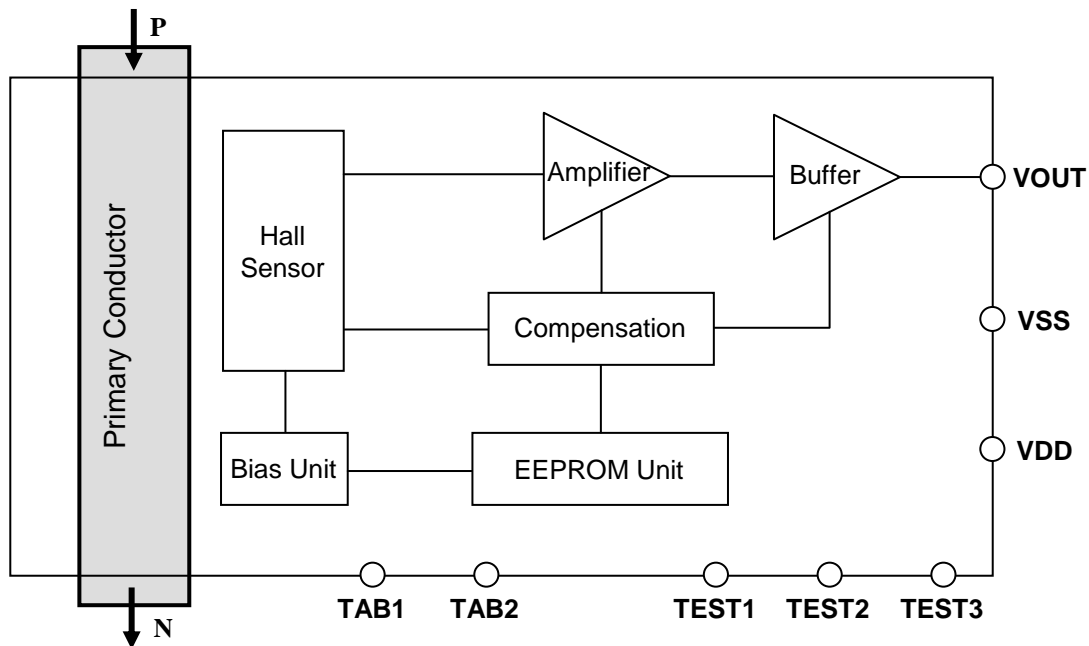 P
Primary Conductor
Hall
Sensor
Amplifier
Buffer
VOUT
Compensation
VSS
Bias Unit
EEPROM Unit
VDD
TAB1
TAB2
TEST1
TEST2
TEST3
N